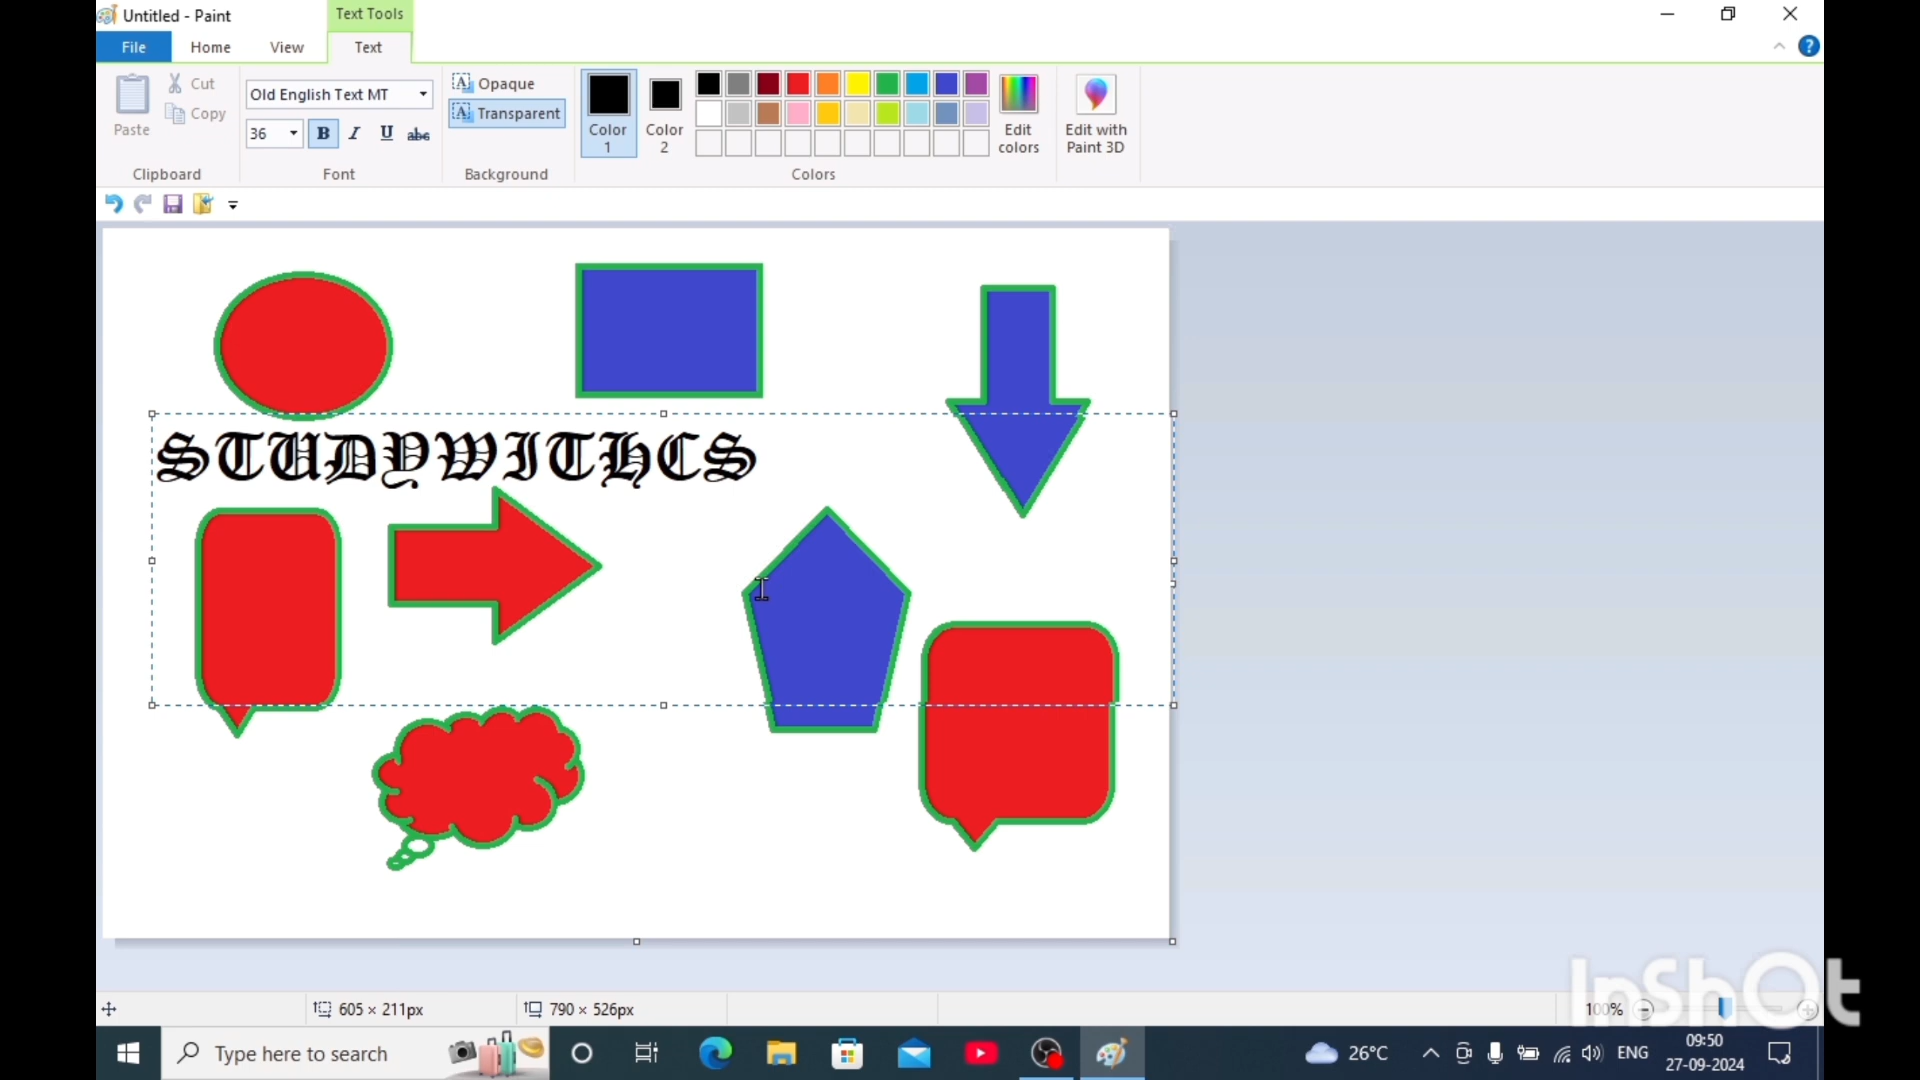 Untitled - Paint
Text Tools
File
Home
View
Text
Paste
Cut
Copy
Clipboard
Old English Text MT
36
B I U abc
Font
Opaque
Transparent
Background
Color
1
Color
2
Edit
colors
Colors
Edit with
Paint 3D
STUDYWITHCS
605 × 211px
790 × 526px
100%
InShOt
Type here to search
26°C
ENG
09:50
27-09-2024